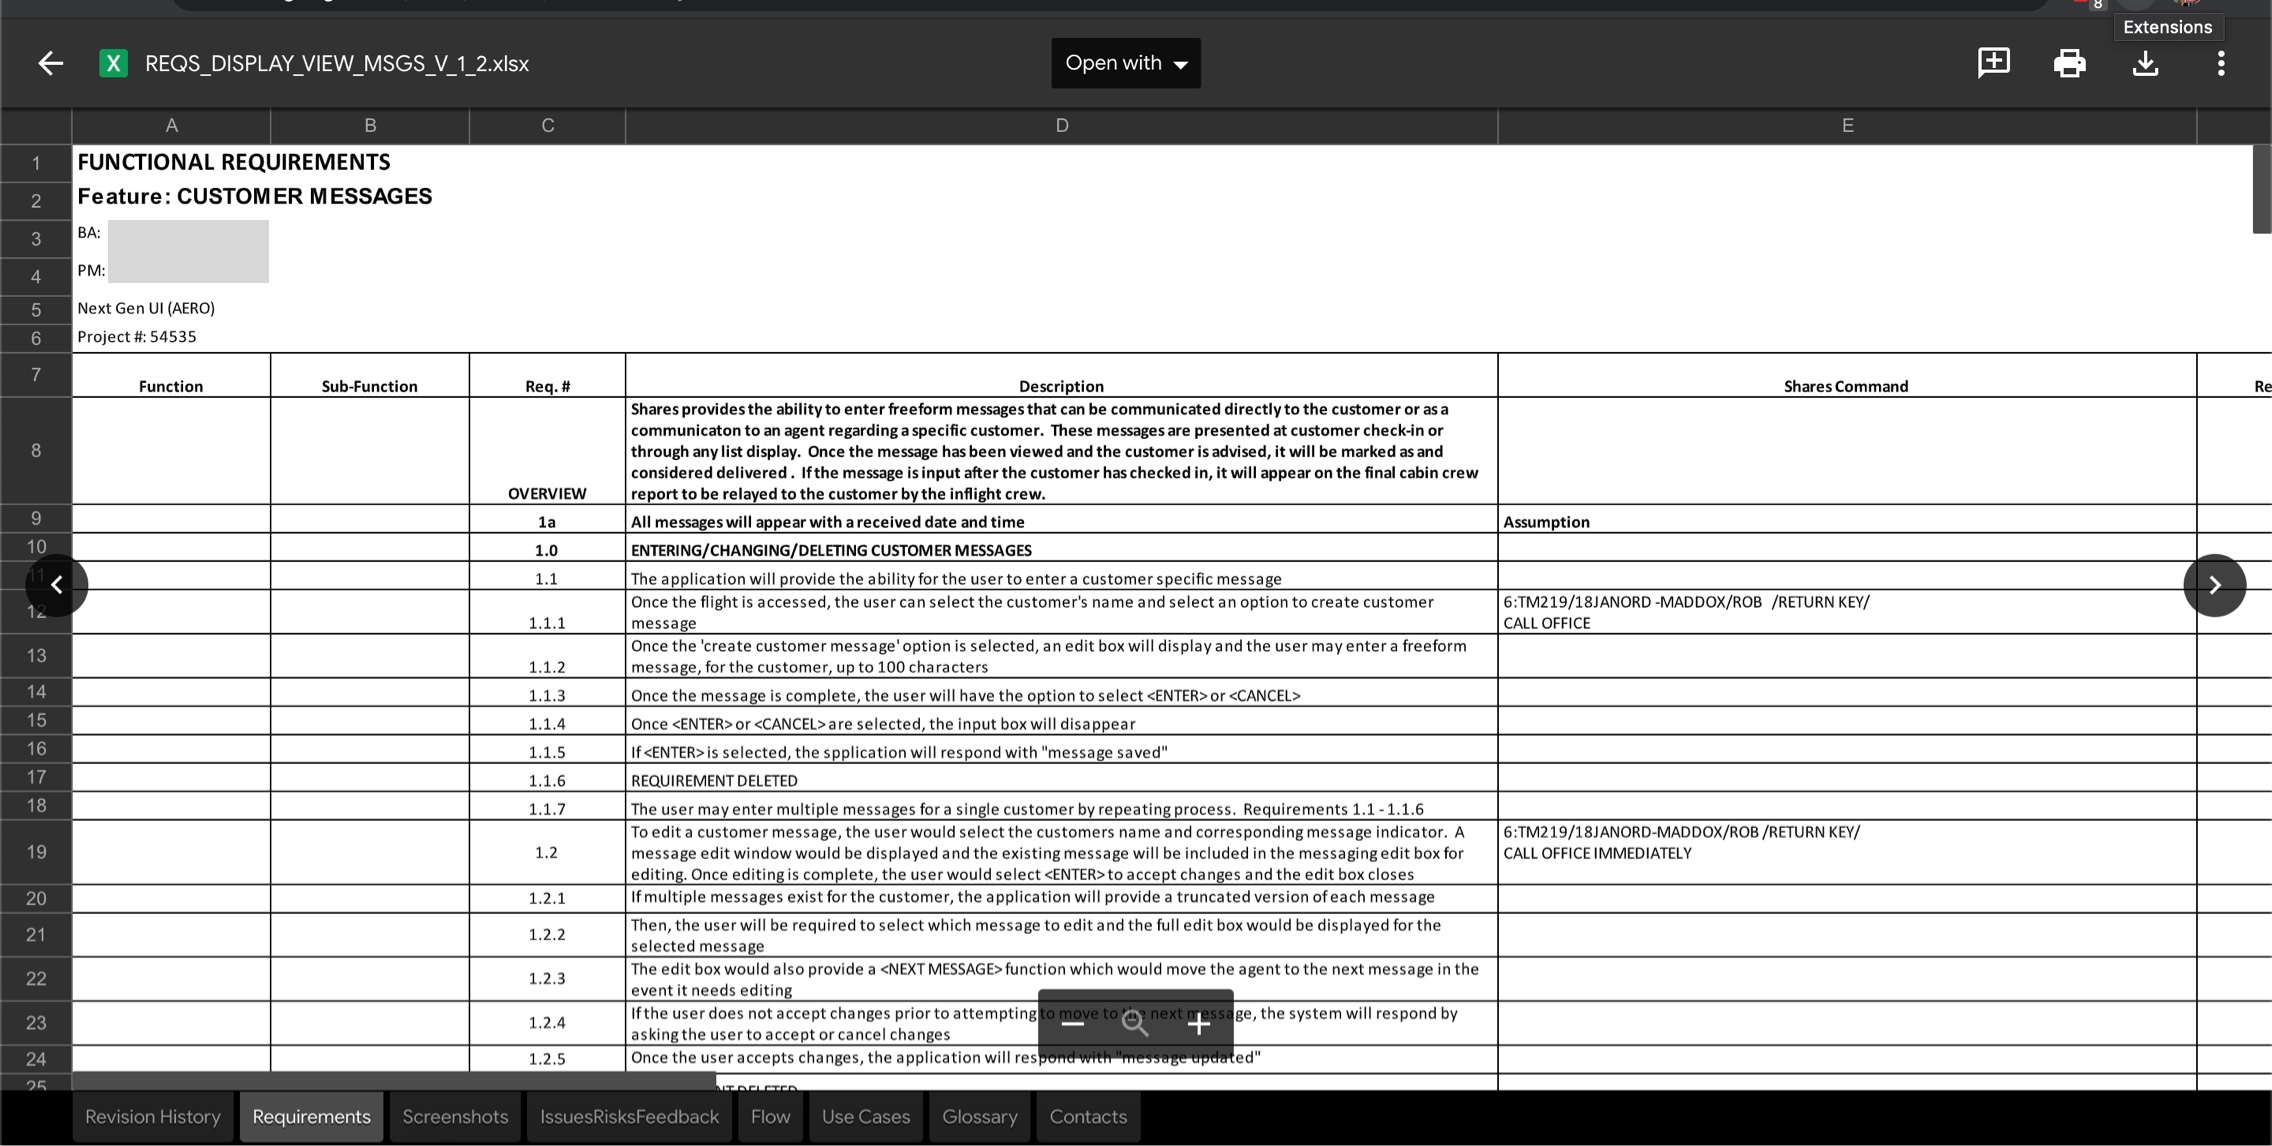 8
Extensions
REQS_DISPLAY_VIEW_MSGS_V_1_2.xlsx
Open with
A B C D E
1 FUNCTIONAL REQUIREMENTS
2 Feature: CUSTOMER MESSAGES
3 BA:
4 PM:
5 Next Gen UI (AERO)
6 Project #: 54535
7 Function Sub-Function Req. # Description Shares Command Re
Shares provides the ability to enter freeform messages that can be communicated directly to the customer or as a
communicaton to an agent regarding a specific customer. These messages are presented at customer check-in or
8 through any list display. Once the message has been viewed and the customer is advised, it will be marked as and
considered delivered . If the message is input after the customer has checked in, it will appear on the final cabin crew
OVERVIEW report to be relayed to the customer by the inflight crew.
9 1a All messages will appear with a received date and time Assumption
10 1.0 ENTERING/CHANGING/DELETING CUSTOMER MESSAGES
11 1.1 The application will provide the ability for the user to enter a customer specific message
12 Once the flight is accessed, the user can select the customer's name and select an option to create customer 6:TM219/18JANORD -MADDOX/ROB /RETURN KEY/
1.1.1 message CALL OFFICE
13 Once the 'create customer message' option is selected, an edit box will display and the user may enter a freeform
1.1.2 message, for the customer, up to 100 characters
14 1.1.3 Once the message is complete, the user will have the option to select <ENTER> or <CANCEL>
15 1.1.4 Once <ENTER> or <CANCEL> are selected, the input box will disappear
16 1.1.5 If <ENTER> is selected, the spplication will respond with "message saved"
17 1.1.6 REQUIREMENT DELETED
18 1.1.7 The user may enter multiple messages for a single customer by repeating process. Requirements 1.1 - 1.1.6
To edit a customer message, the user would select the customers name and corresponding message indicator. A 6:TM219/18JANORD-MADDOX/ROB /RETURN KEY/
19 1.2 message edit window would be displayed and the existing message will be included in the messaging edit box for CALL OFFICE IMMEDIATELY
editing. Once editing is complete, the user would select <ENTER> to accept changes and the edit box closes
20 1.2.1 If multiple messages exist for the customer, the application will provide a truncated version of each message
21 1.2.2 Then, the user will be required to select which message to edit and the full edit box would be displayed for the
selected message
22 1.2.3 The edit box would also provide a <NEXT MESSAGE> function which would move the agent to the next message in the
event it needs editing
23 1.2.4 If the user does not accept changes prior to attempting to move to the next message, the system will respond by
asking the user to accept or cancel changes
24 1.2.5 Once the user accepts changes, the application will respond with "message updated"
25 NT DELETED
Revision History Requirements Screenshots IssuesRisksFeedback Flow Use Cases Glossary Contacts